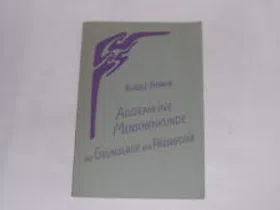 RUDOLF STEINER
ALLGEMEINE
MENSCHENKUNDE
ALS GRUNDLAGE DER PÄDAGOGIK